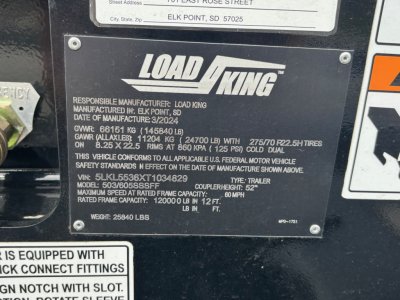 Street Address
101 EAST ROSE STREET
City, State, Zip
ELK POINT, SD 57025
LOAD KING™
RESPONSIBLE MANUFACTURER: LOAD KING
MANUFACTURED IN: ELK POINT, SD
DATE OF MANUFACTURE: 3/2024
GVWR: 66151 KG (145840 LB)
GAWR (ALLAXLES): 11204 KG (24700 LB) WITH 275/70 R22.5H TIRES
ON 8.25 X 22.5 RIMS AT 860 KPA (125 PSI) COLD DUAL
THIS VEHICLE CONFORMS TO ALL APPLICABLE U.S. FEDERAL MOTOR VEHICLE
SAFETY STANDARDS IN EFFECT ON THE DATE OF MANUFACTURE SHOWN ABOVE.
VIN: 5LKL5536XT1034829 TYPE: TRAILER
MODEL: 503/605SSSFF COUPLERHEIGHT: 52"
MAXIMUM SPEED AT RATED FRAME CAPACITY: 60 MPH
RATED FRAME CAPACITY: 120000 LB IN 12 FT.
LB IN FT.
WEIGHT: 25840 LBS
R IS EQUIPPED WITH
ICK CONNECT FITTINGS
IGN NOTCH WITH SLOT.